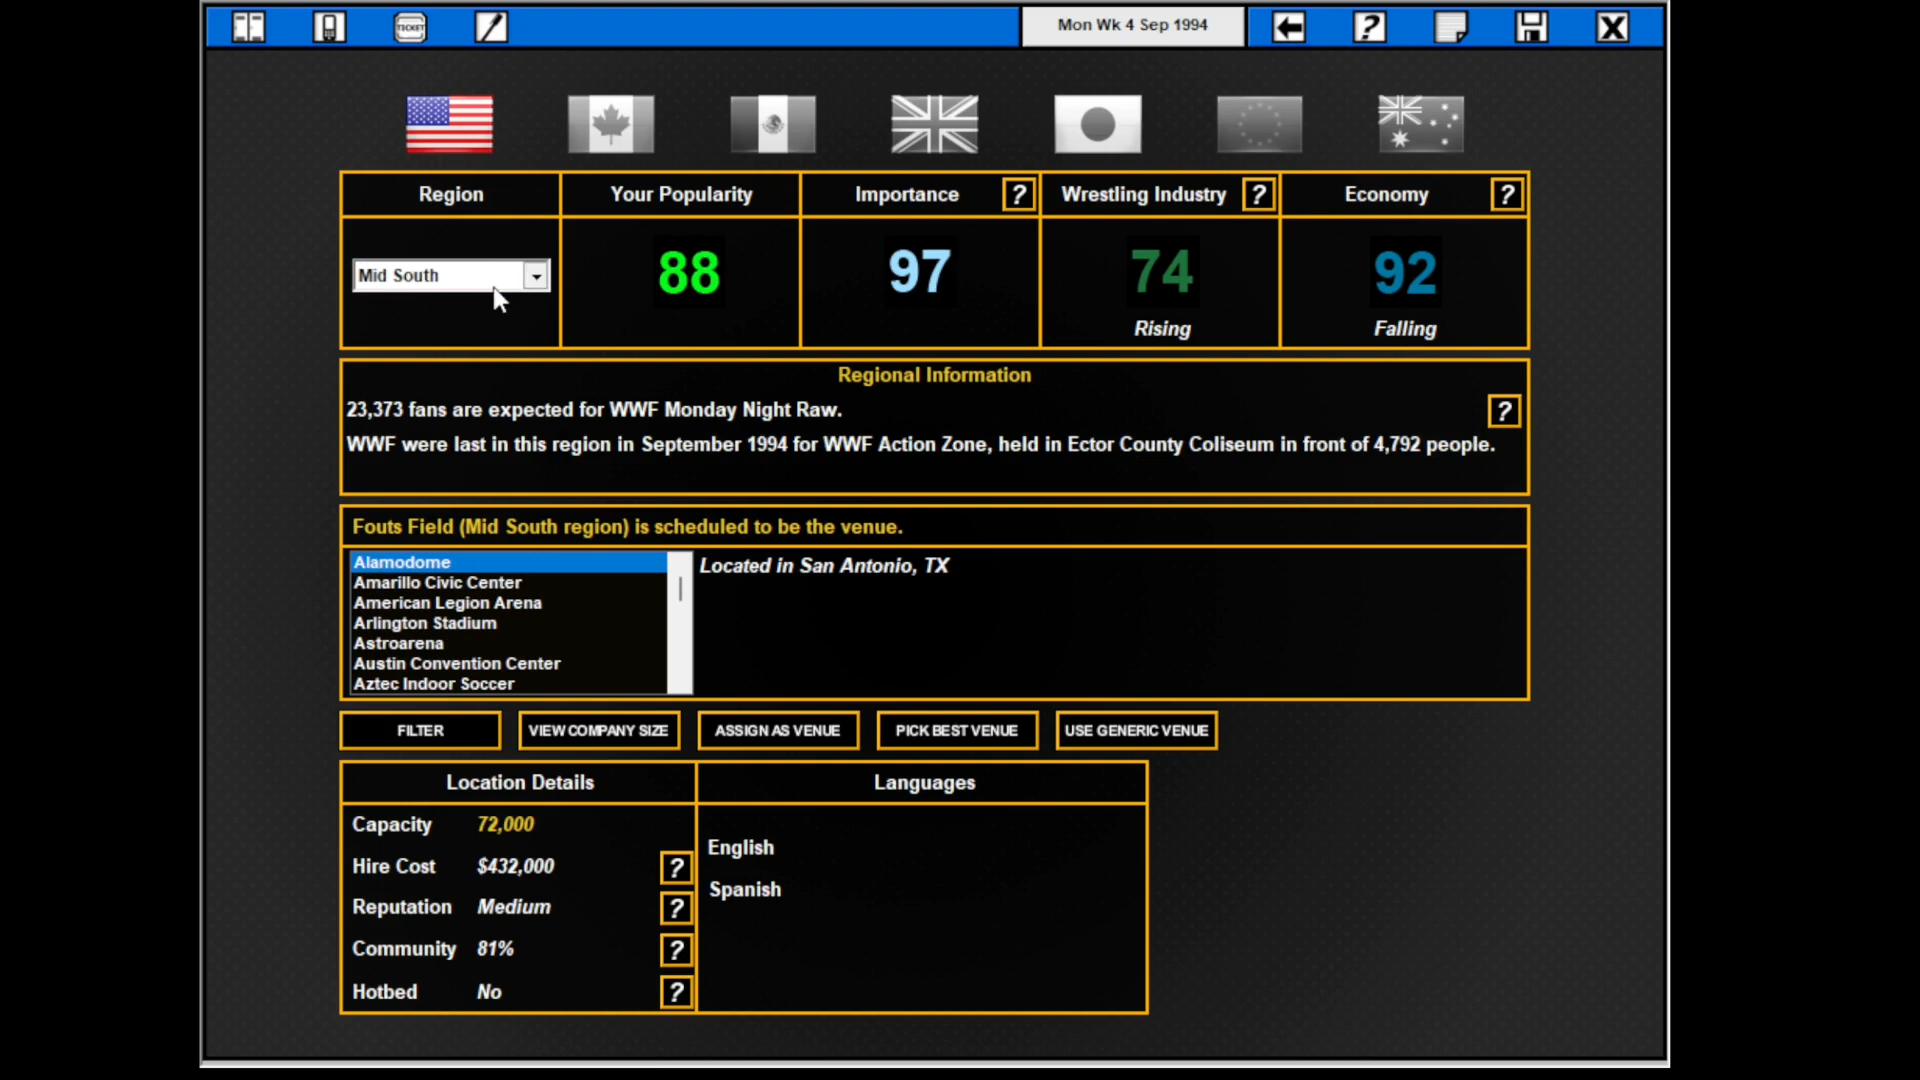 TICKET
Mon Wk 4 Sep 1994
?
Region
Your Popularity
Importance ?
Wrestling Industry ?
Economy ?
Mid South
88
97
74
92
Rising
Falling
Regional Information
23,373 fans are expected for WWF Monday Night Raw.
?
WWF were last in this region in September 1994 for WWF Action Zone, held in Ector County Coliseum in front of 4,792 people.
Fouts Field (Mid South region) is scheduled to be the venue.
Alamodome
Amarillo Civic Center
American Legion Arena
Arlington Stadium
Astroarena
Austin Convention Center
Aztec Indoor Soccer
Located in San Antonio, TX
FILTER
VIEW COMPANY SIZE
ASSIGN AS VENUE
PICK BEST VENUE
USE GENERIC VENUE
Location Details
Capacity 72,000
Hire Cost $432,000 ?
Reputation Medium ?
Community 81% ?
Hotbed No ?
Languages
English
Spanish